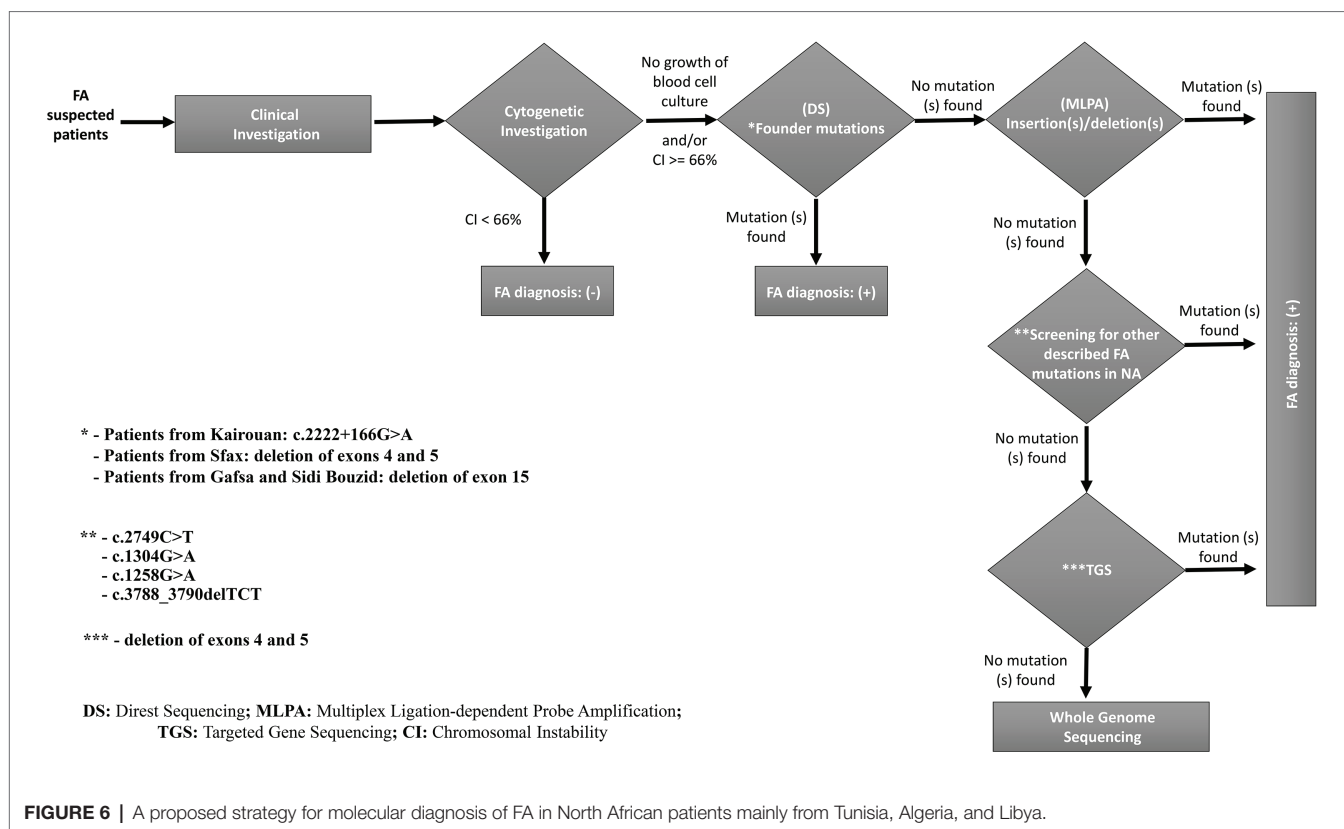 FA
suspected
patients
Clinical
Investigation
Cytogenetic
Investigation
No growth of
blood cell
culture
and/or
CI >= 66%
(DS)
*Founder mutations
No mutation
(s) found
(MLPA)
Insertion(s)/deletion(s)
Mutation (s)
found
CI < 66%
FA diagnosis: (-)
Mutation (s)
found
FA diagnosis: (+)
No mutation
(s) found
**Screening for other
described FA
mutations in NA
Mutation (s)
found
FA diagnosis: (+)
No mutation
(s) found
***TGS
Mutation (s)
found
No mutation
(s) found
Whole Genome
Sequencing
* - Patients from Kairouan: c.2222+166G>A
- Patients from Sfax: deletion of exons 4 and 5
- Patients from Gafsa and Sidi Bouzid: deletion of exon 15
** - c.2749C>T
- c.1304G>A
- c.1258G>A
- c.3788_3790delTCT
*** - deletion of exons 4 and 5
DS: Direst Sequencing; MLPA: Multiplex Ligation-dependent Probe Amplification;
TGS: Targeted Gene Sequencing; CI: Chromosomal Instability
FIGURE 6 | A proposed strategy for molecular diagnosis of FA in North African patients mainly from Tunisia, Algeria, and Libya.